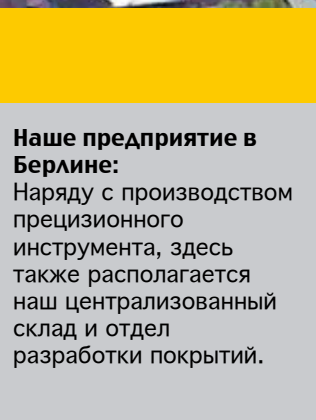 Наше предприятие в
Берлине:
Наряду с производством
прецизионного
инструмента, здесь
также располагается
наш централизованный
склад и отдел
разработки покрытий.